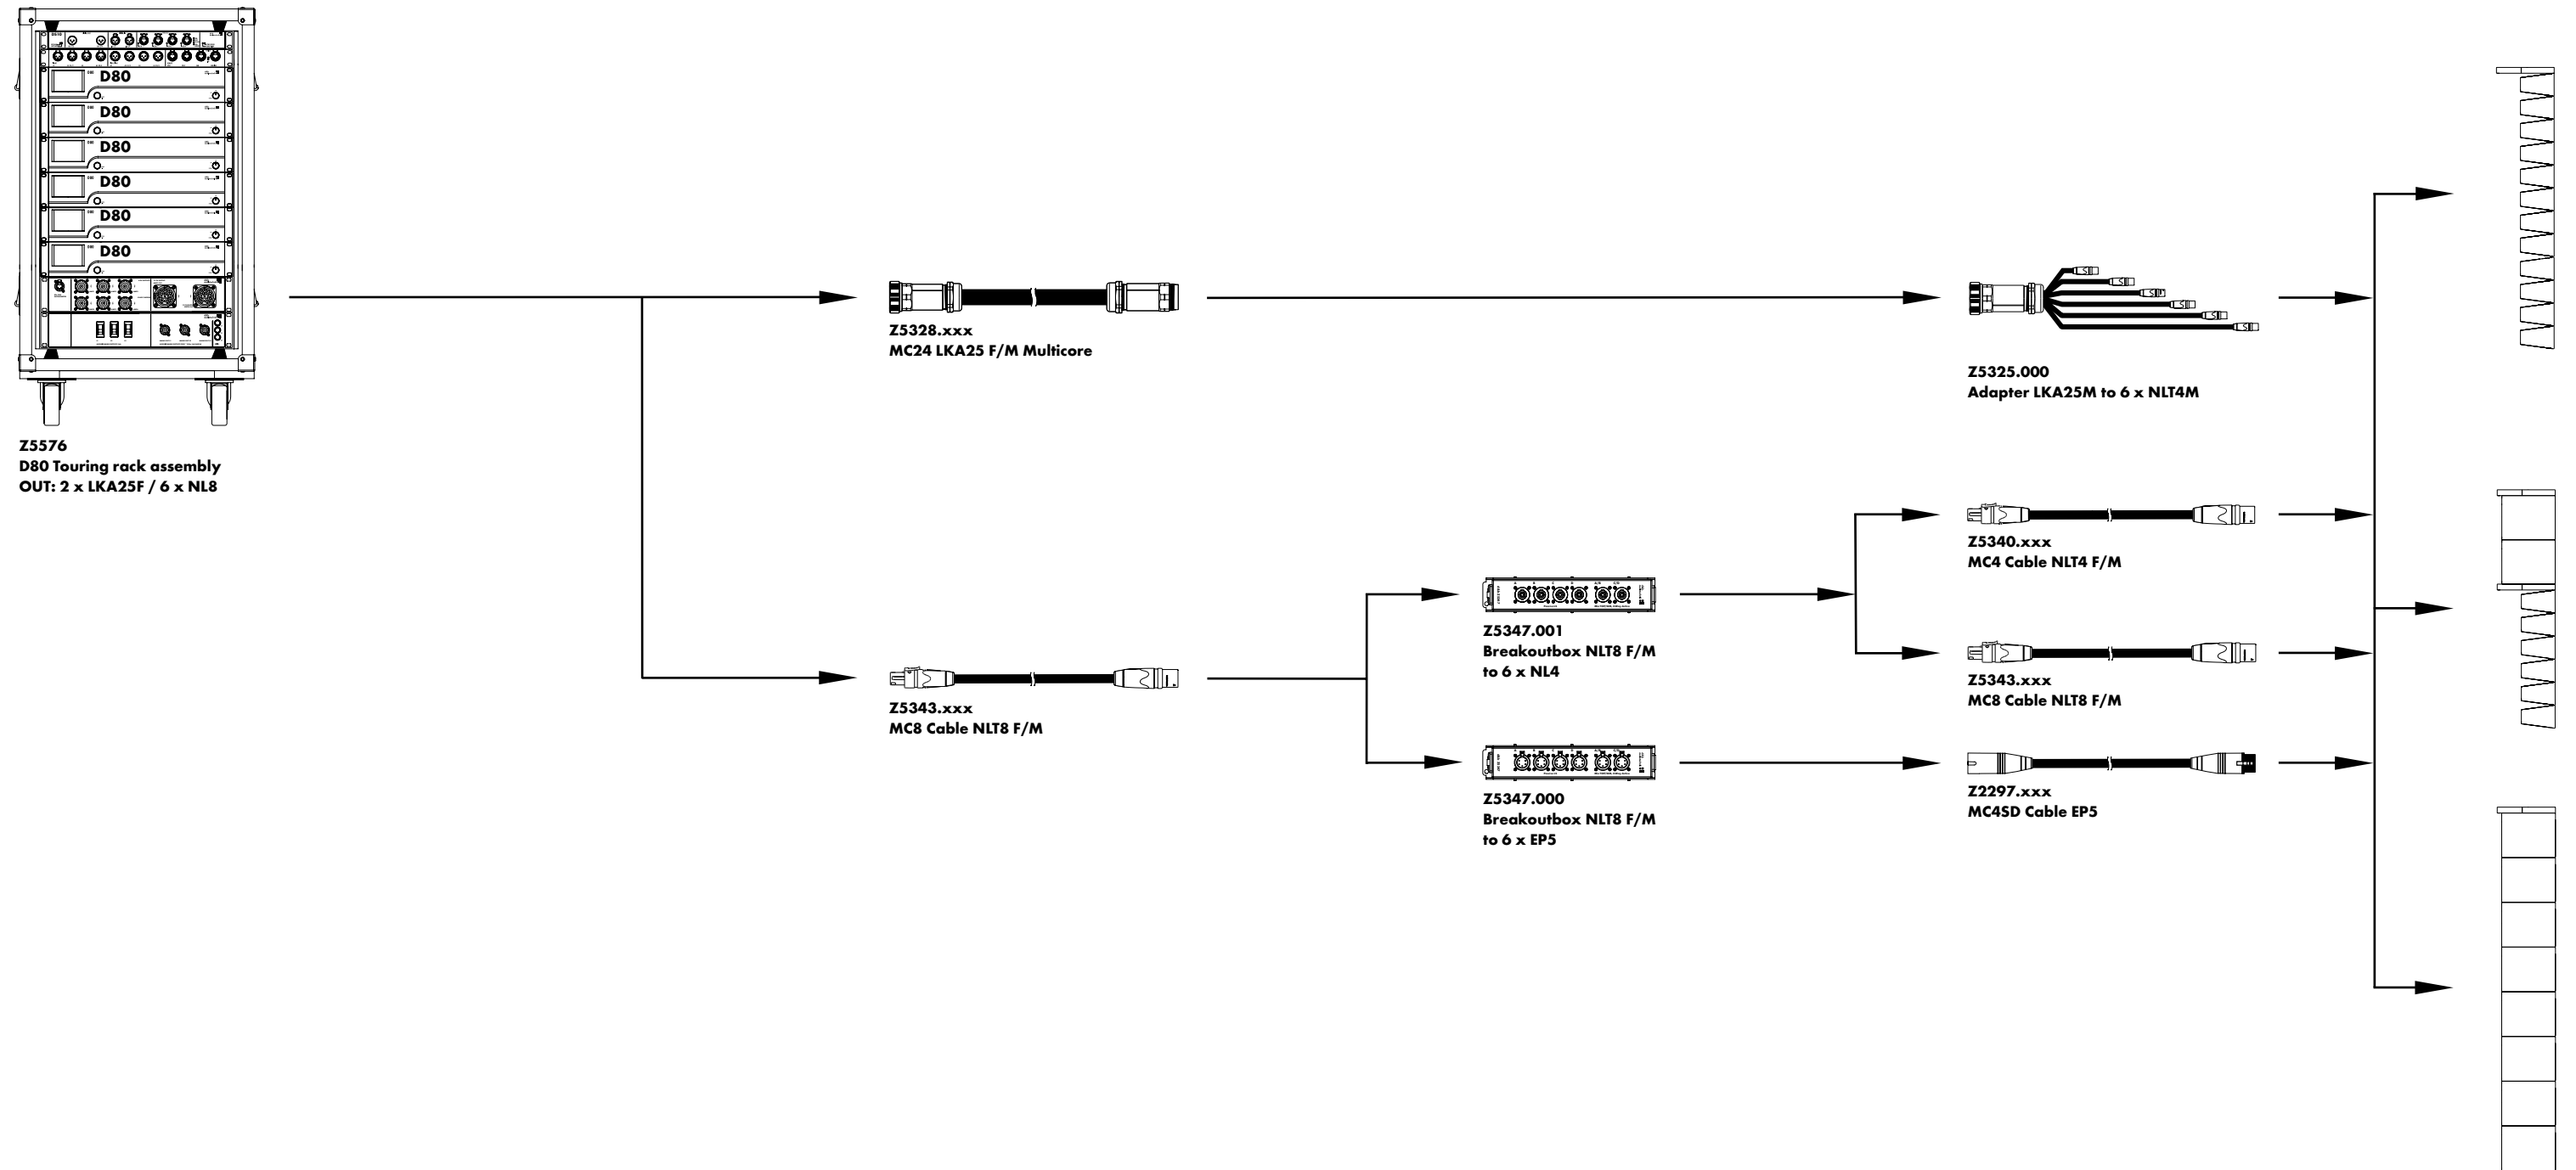 D80
D80
D80
D80
D80
D80
Z5576
D80 Touring rack assembly
OUT: 2 x LKA25F / 6 x NL8
Z5328.xxx
MC24 LKA25 F/M Multicore
Z5325.000
Adapter LKA25M to 6 x NLT4M
Z5343.xxx
MC8 Cable NLT8 F/M
Z5347.001
Breakoutbox NLT8 F/M
to 6 x NL4
Z5347.000
Breakoutbox NLT8 F/M
to 6 x EP5
Z5340.xxx
MC4 Cable NLT4 F/M
Z5343.xxx
MC8 Cable NLT8 F/M
Z2297.xxx
MC4SD Cable EP5